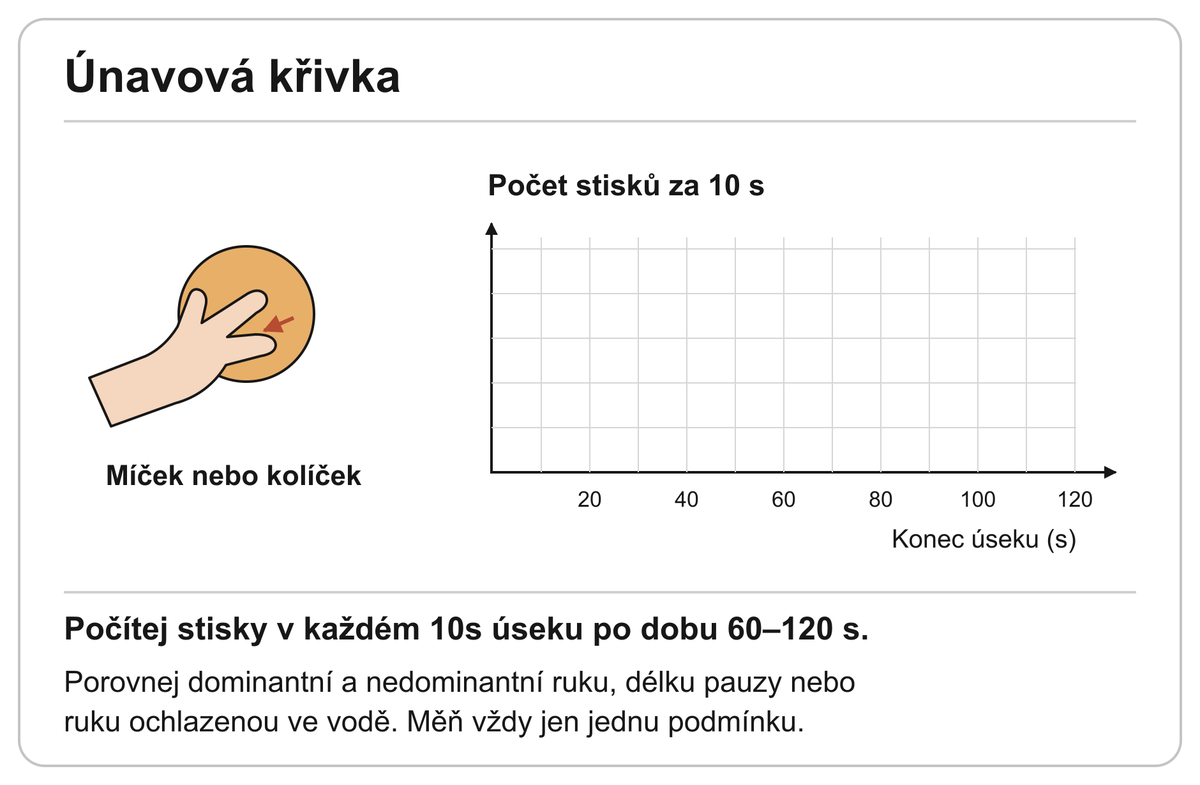 Únavová křivka
Počet stisků za 10 s
Míček nebo kolíček
20 40 60 80 100 120
Konec úseku (s)
Počítej stisky v každém 10s úseku po dobu 60–120 s.
Porovnej dominantní a nedominantní ruku, délku pauzy nebo
ruku ochlazenou ve vodě. Měň vždy jen jednu podmínku.